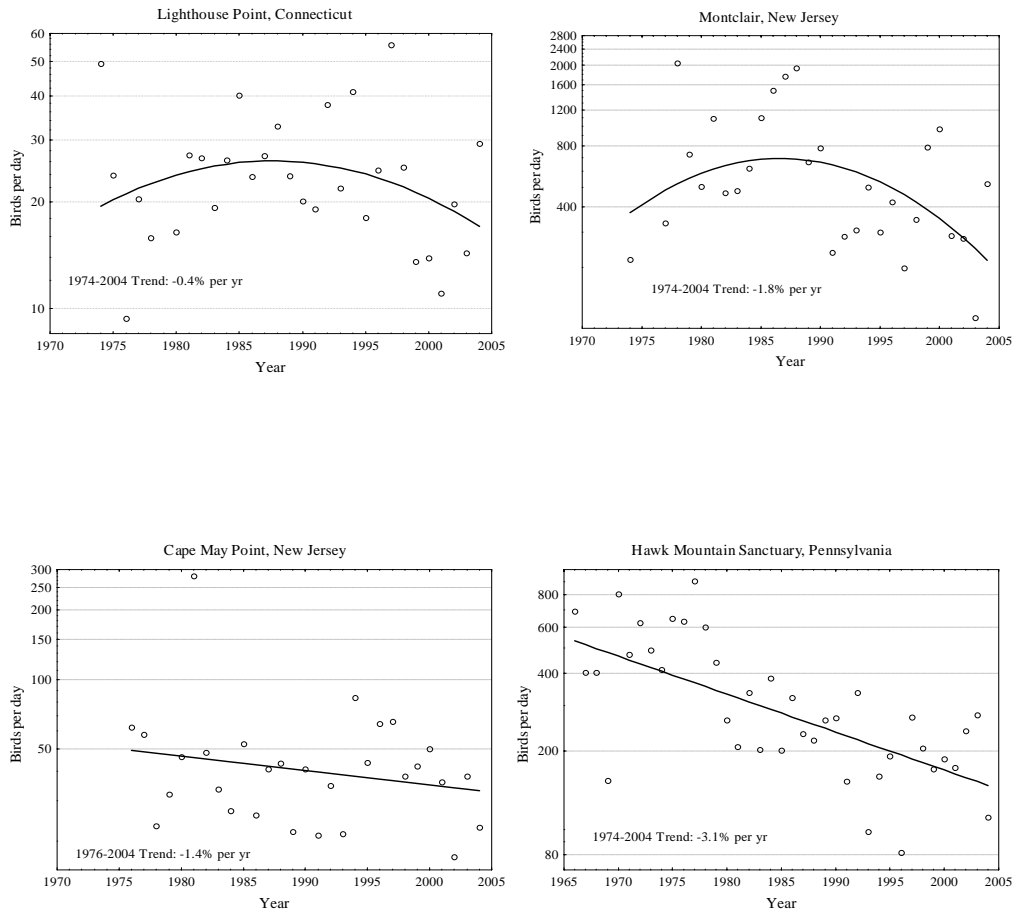 Lighthouse Point, Connecticut
60
50
40
30
20
10
Birds per day
1974-2004 Trend: -0.4% per yr
1970 1975 1980 1985 1990 1995 2000 2005
Year
Montclair, New Jersey
2800
2400
2000
1600
1200
800
400
Birds per day
1974-2004 Trend: -1.8% per yr
1970 1975 1980 1985 1990 1995 2000 2005
Year
Cape May Point, New Jersey
300
250
200
150
100
50
Birds per day
1976-2004 Trend: -1.4% per yr
1970 1975 1980 1985 1990 1995 2000 2005
Year
Hawk Mountain Sanctuary, Pennsylvania
800
600
400
200
80
Birds per day
1974-2004 Trend: -3.1% per yr
1965 1970 1975 1980 1985 1990 1995 2000 2005
Year